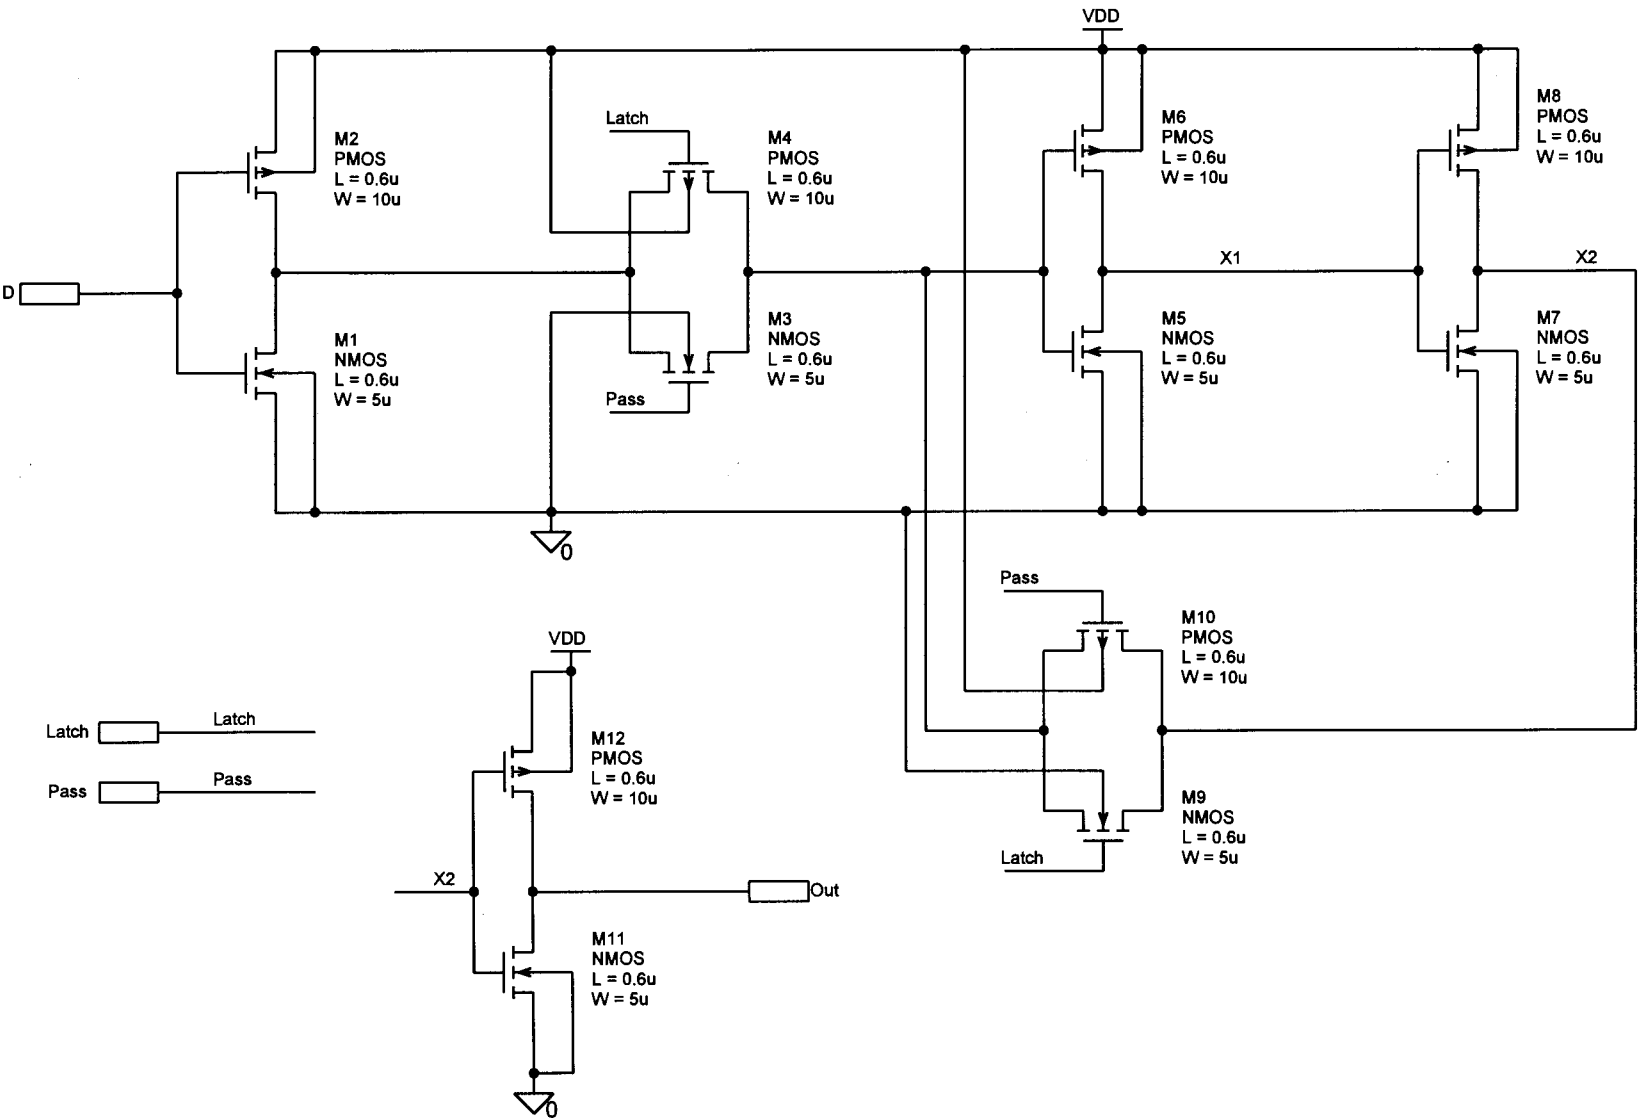 VDD
M8
PMOS
L = 0.6u
W = 10u
Latch
M6
PMOS
L = 0.6u
W = 10u
M2
PMOS
L = 0.6u
W = 10u
M4
PMOS
L = 0.6u
W = 10u
X1
X2
D
M1
NMOS
L = 0.6u
W = 5u
M3
NMOS
L = 0.6u
W = 5u
Pass
M5
NMOS
L = 0.6u
W = 5u
M7
NMOS
L = 0.6u
W = 5u
0
Pass
M10
PMOS
L = 0.6u
W = 10u
VDD
Latch
Latch
Pass
Pass
M12
PMOS
L = 0.6u
W = 10u
M9
NMOS
L = 0.6u
W = 5u
Latch
X2
Out
M11
NMOS
L = 0.6u
W = 5u
0